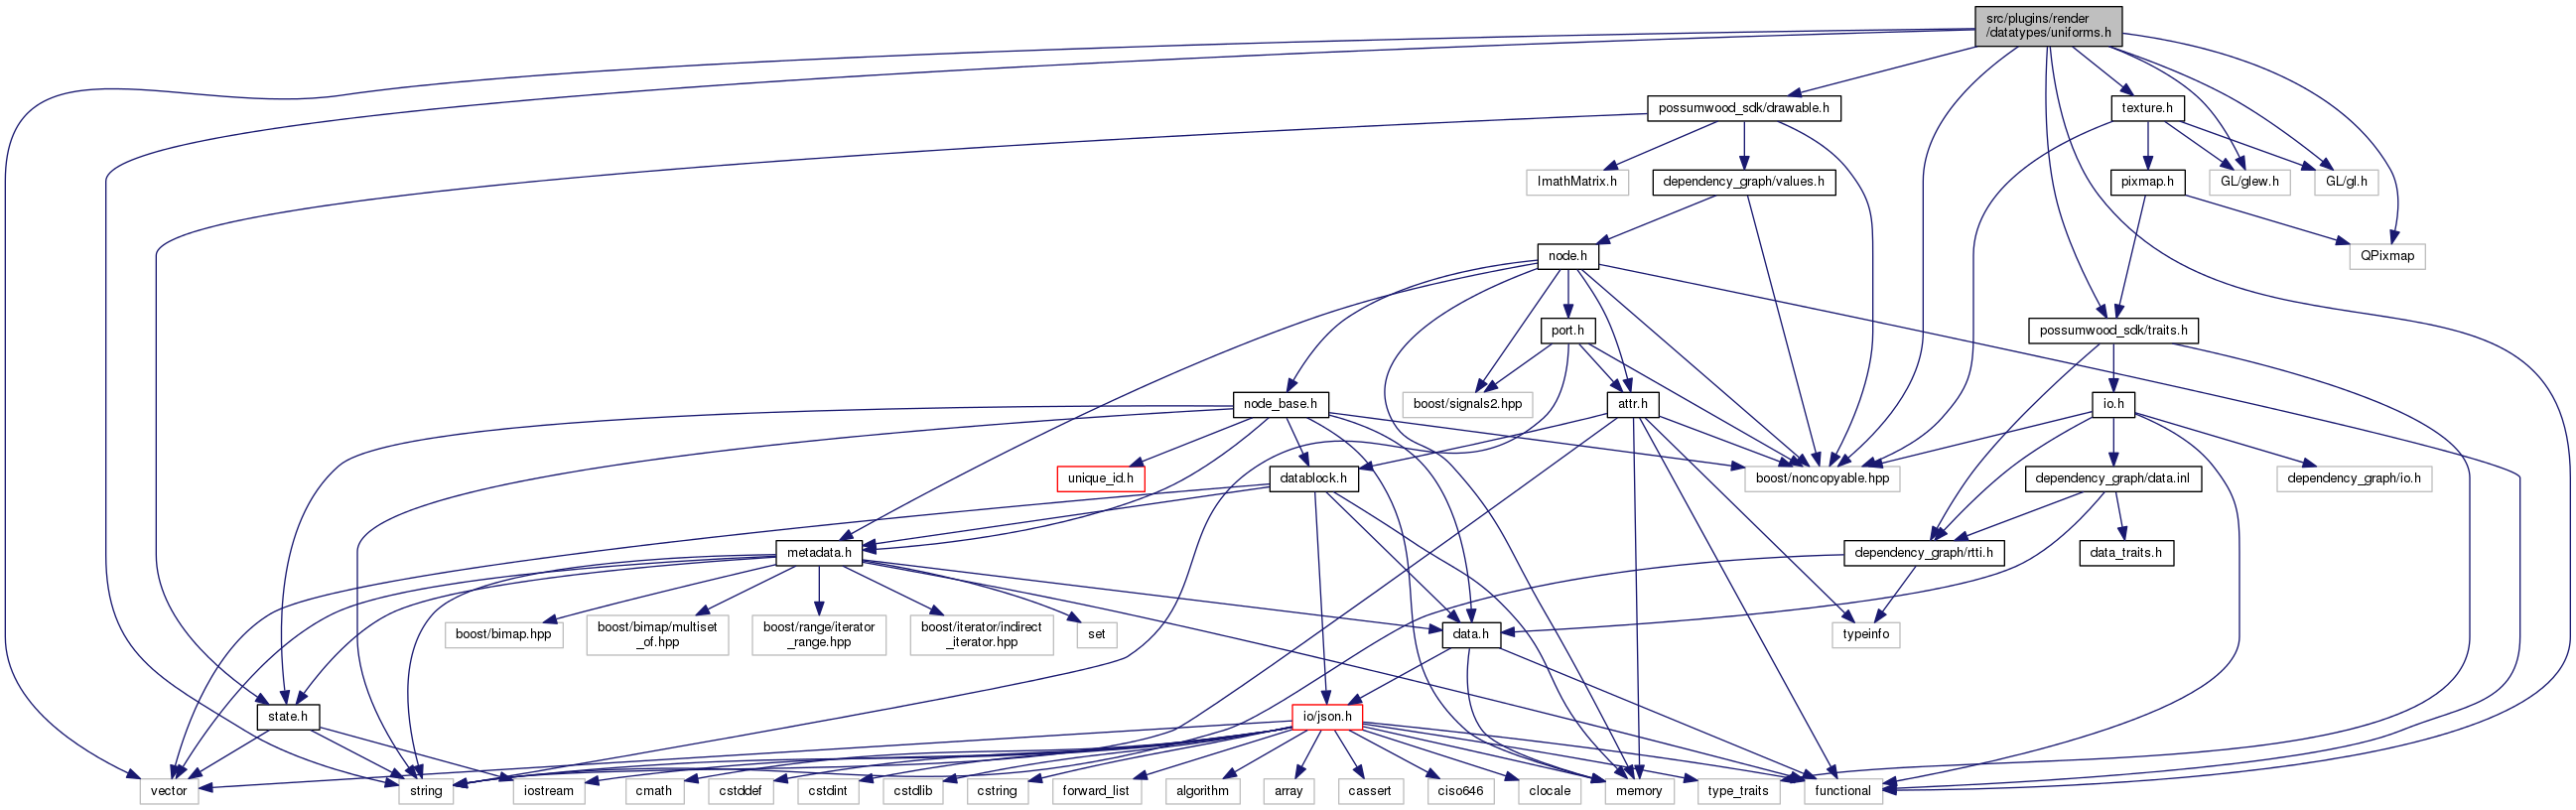 src/plugins/render
/datatypes/uniforms.h
possumwood_sdk/drawable.h
texture.h
ImathMatrix.h
dependency_graph/values.h
pixmap.h
GL/glew.h
GL/gl.h
node.h
QPixmap
port.h
possumwood_sdk/traits.h
node_base.h
boost/signals2.hpp
attr.h
io.h
unique_id.h
datablock.h
boost/noncopyable.hpp
dependency_graph/data.inl
dependency_graph/io.h
metadata.h
dependency_graph/rtti.h
data_traits.h
boost/bimap.hpp
boost/bimap/multiset
_of.hpp
boost/range/iterator
_range.hpp
boost/iterator/indirect
_iterator.hpp
set
data.h
typeinfo
state.h
io/json.h
vector
string
iostream
cmath
cstddef
cstdint
cstdlib
cstring
forward_list
algorithm
array
cassert
ciso646
clocale
memory
type_traits
functional